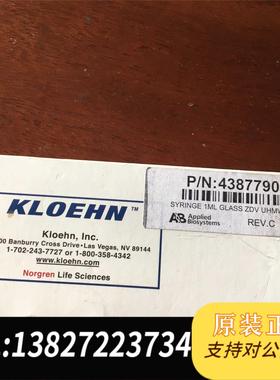 KLOEHN™
Kloehn, Inc.
00 Banburry Cross Drive•Las Vegas, NV 89144
1-702-243-7727 or 1-800-358-4342
www.kloehn.com
Norgren Life Sciences
P/N:4387790
SYRINGE 1ML GLASS ZDV UHMW
AB Applied Biosystems
REV.C
:13827223734
原装正
支持对公